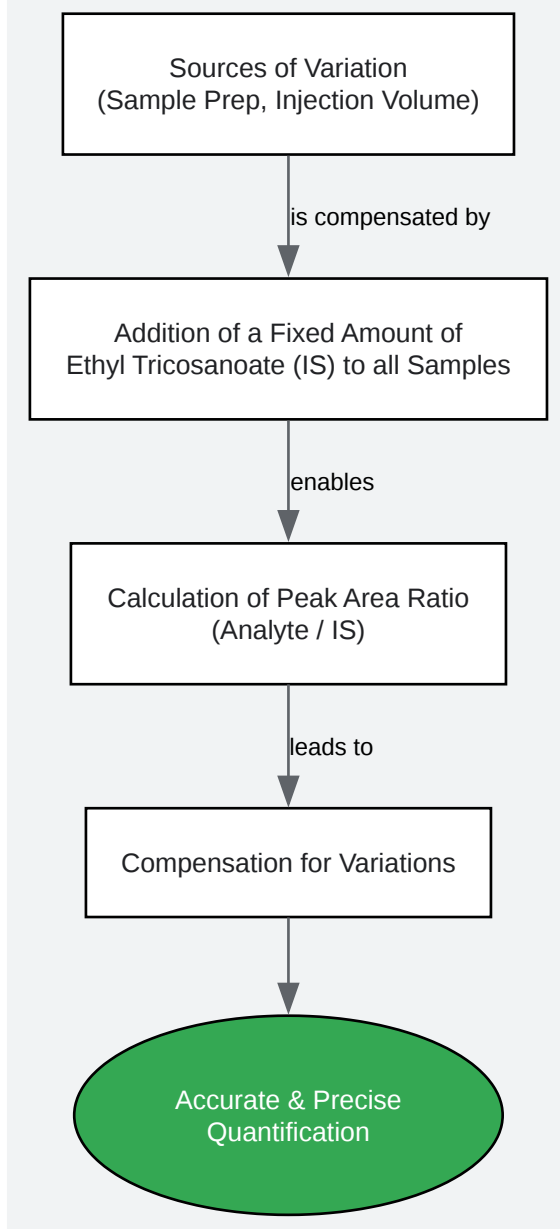 Sources of Variation
(Sample Prep, Injection Volume)
is compensated by
Addition of a Fixed Amount of
Ethyl Tricosanoate (IS) to all Samples
enables
Calculation of Peak Area Ratio
(Analyte / IS)
leads to
Compensation for Variations
Accurate & Precise
Quantification